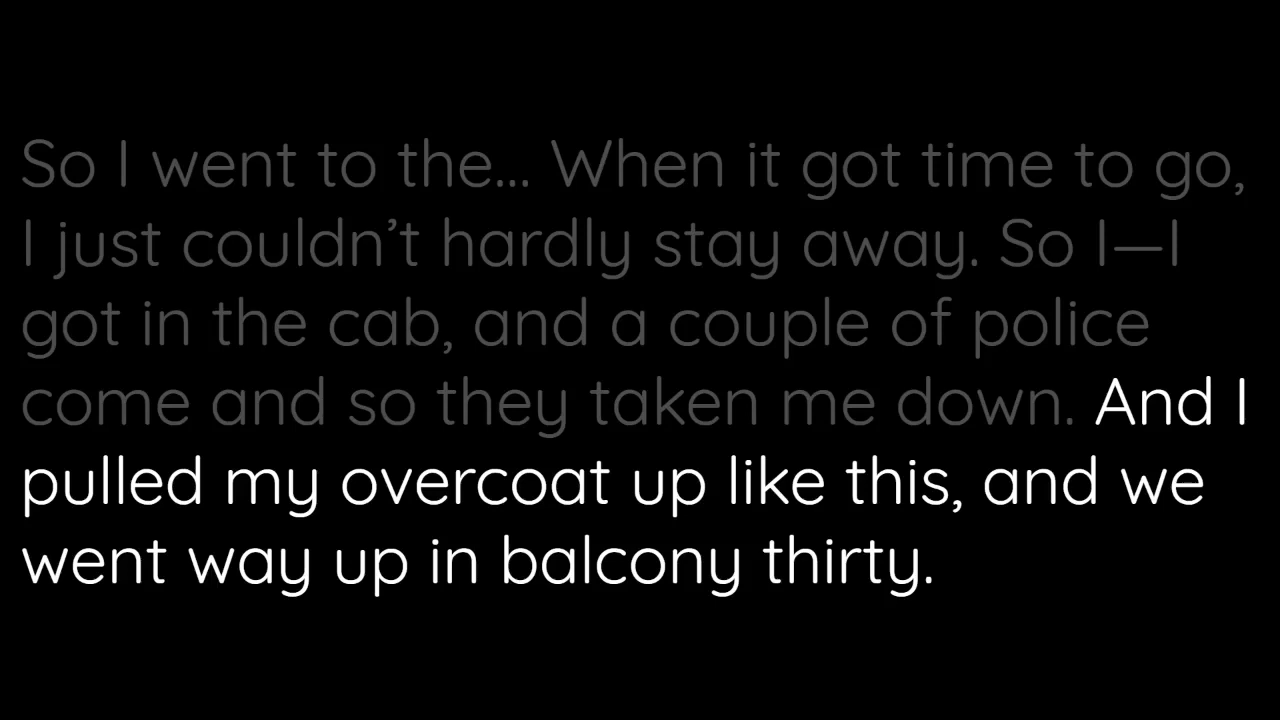 So I went to the... When it got time to go,
I just couldn’t hardly stay away. So I—I
got in the cab, and a couple of police
come and so they taken me down. And I
pulled my overcoat up like this, and we
went way up in balcony thirty.